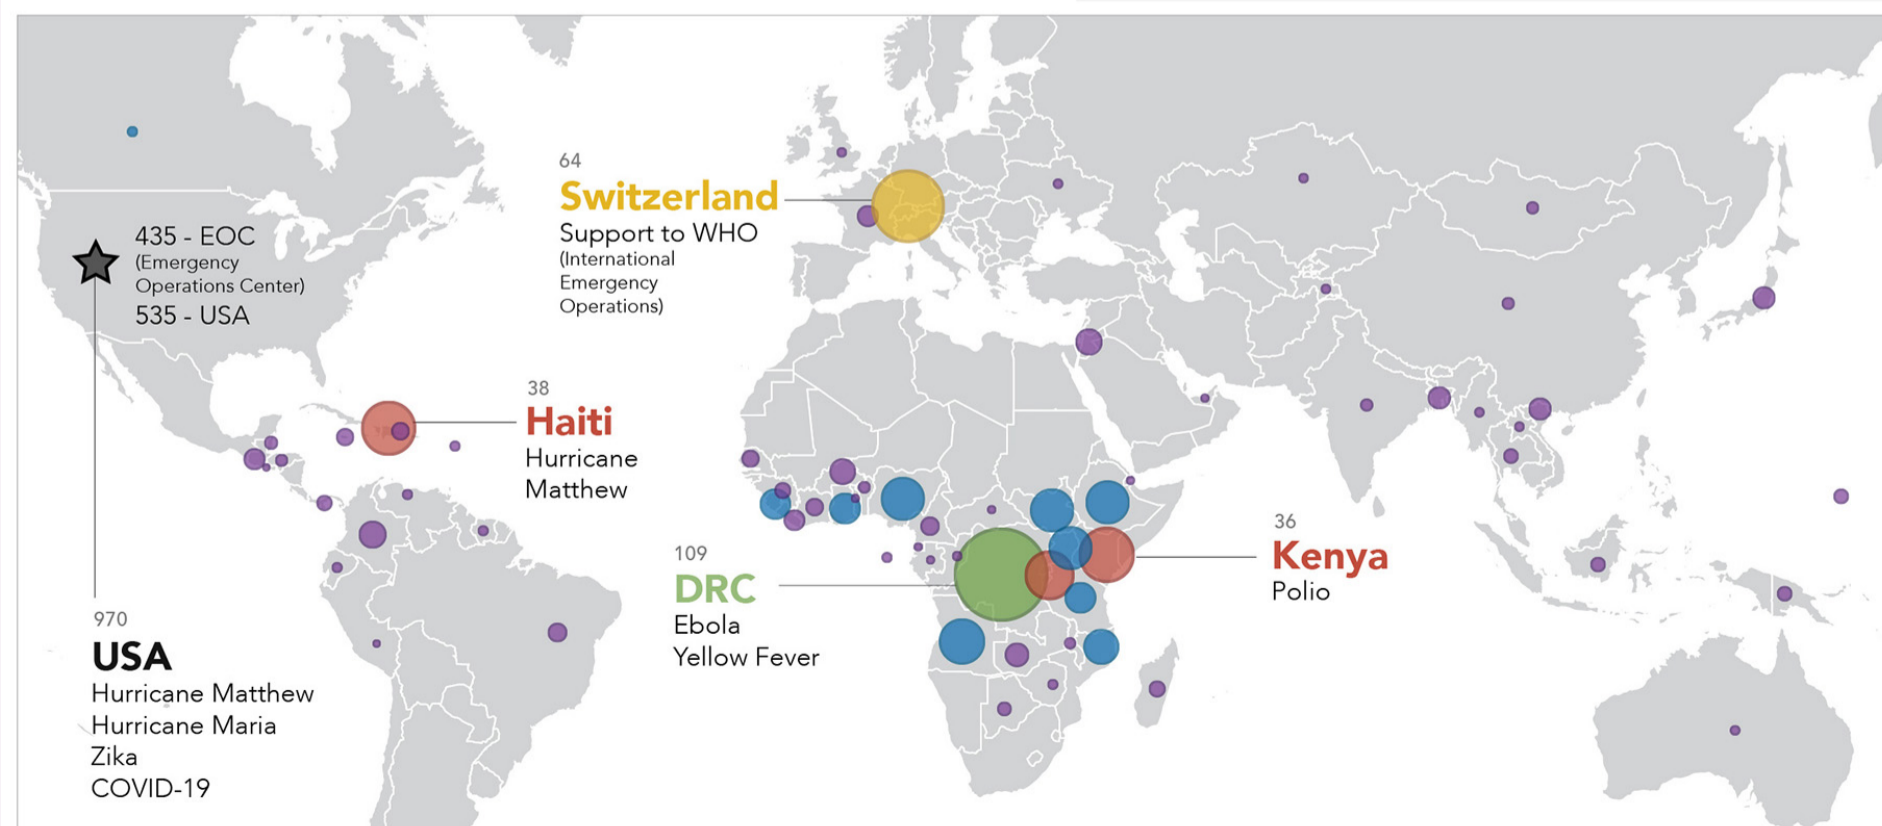 435 - EOC
(Emergency
Operations Center)
535 - USA
970
USA
Hurricane Matthew
Hurricane Maria
Zika
COVID-19
38
Haiti
Hurricane
Matthew
64
Switzerland
Support to WHO
(International
Emergency
Operations)
109
DRC
Ebola
Yellow Fever
36
Kenya
Polio